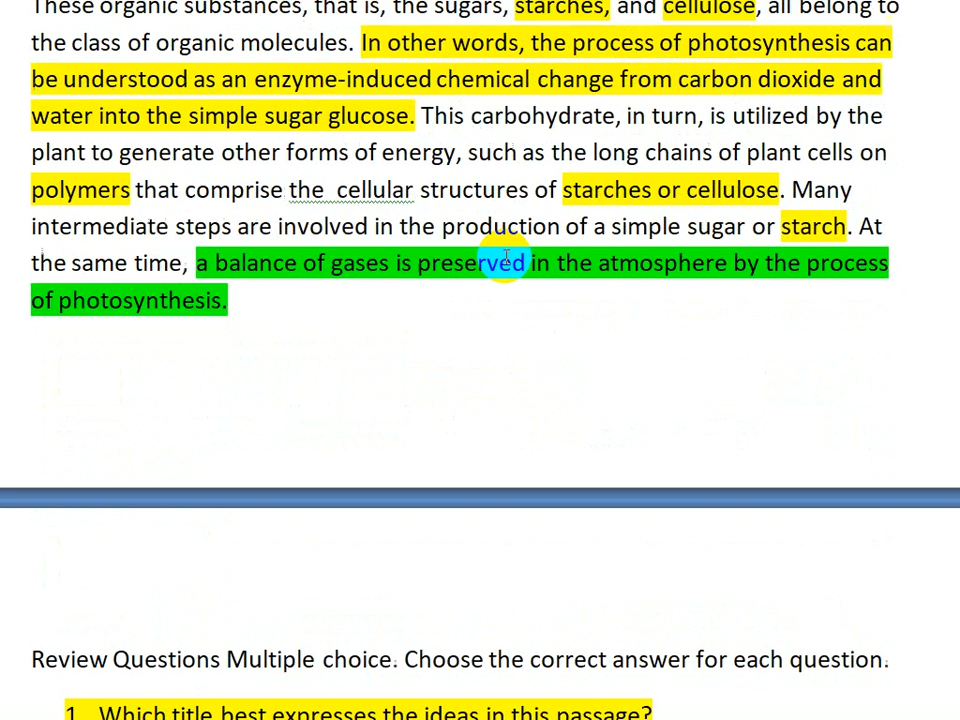 These organic substances, that is, the sugars, starches, and cellulose, all belong to
the class of organic molecules. In other words, the process of photosynthesis can
be understood as an enzyme-induced chemical change from carbon dioxide and
water into the simple sugar glucose. This carbohydrate, in turn, is utilized by the
plant to generate other forms of energy, such as the long chains of plant cells on
polymers that comprise the  cellular structures of starches or cellulose. Many
intermediate steps are involved in the production of a simple sugar or starch. At
the same time, a balance of gases is preserved in the atmosphere by the process
of photosynthesis.
Review Questions Multiple choice. Choose the correct answer for each question.
1. Which title best expresses the ideas in this passage?